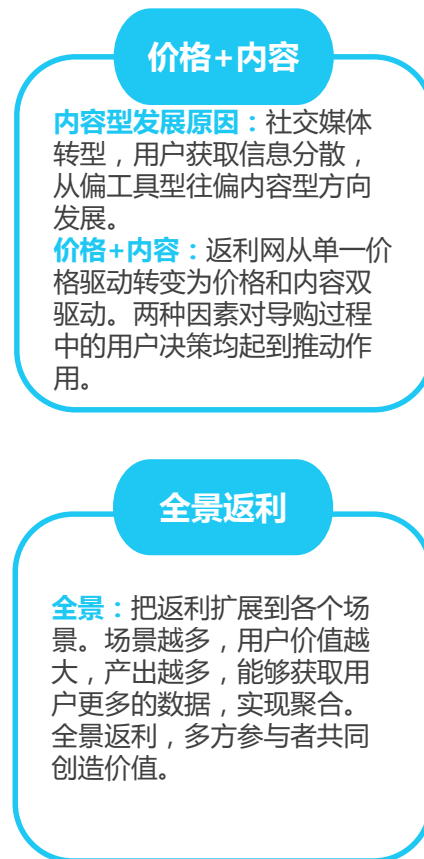 价格+内容
内容型发展原因：社交媒体
转型，用户获取信息分散，
从偏工具型往偏内容型方向
发展。
价格+内容：返利网从单一价
格驱动转变为价格和内容双
驱动。两种因素对导购过程
中的用户决策均起到推动作
用。
全景返利
全景：把返利扩展到各个场
景。场景越多，用户价值越
大，产出越多，能够获取用
户更多的数据，实现聚合。
全景返利，多方参与者共同
创造价值。